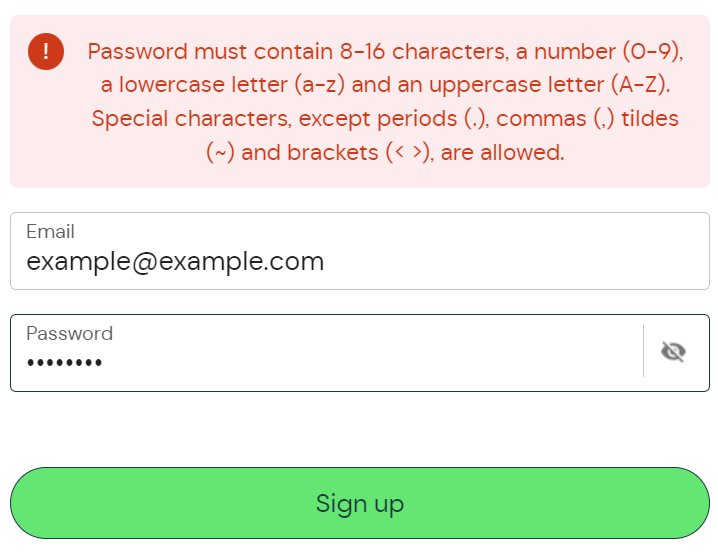 Password must contain 8–16 characters, a number (0–9),
a lowercase letter (a–z) and an uppercase letter (A–Z).
Special characters, except periods (.), commas (,) tildes
(~) and brackets (< >), are allowed.
Email
example@example.com
Password
••••••••
Sign up